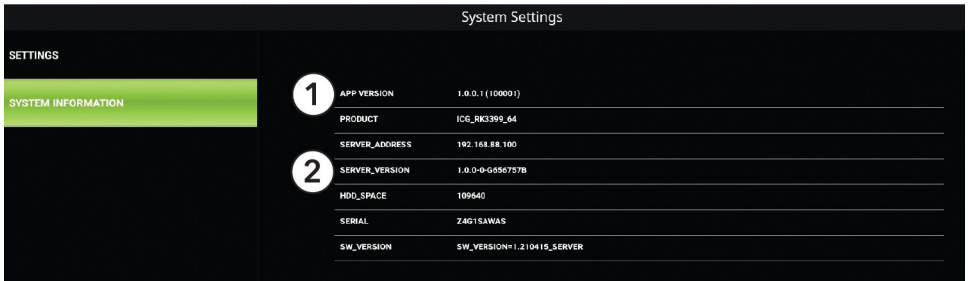 System Settings
SETTINGS
SYSTEM INFORMATION
1 APP VERSION 1.0.0.1 (100001)
PRODUCT ICG_RK3399_64
SERVER_ADDRESS 192.168.88.100
2 SERVER_VERSION 1.0.0-0-G656757B
HDD_SPACE 109640
SERIAL Z4G1SAWAS
SW_VERSION SW_VERSION=1.210415_SERVER